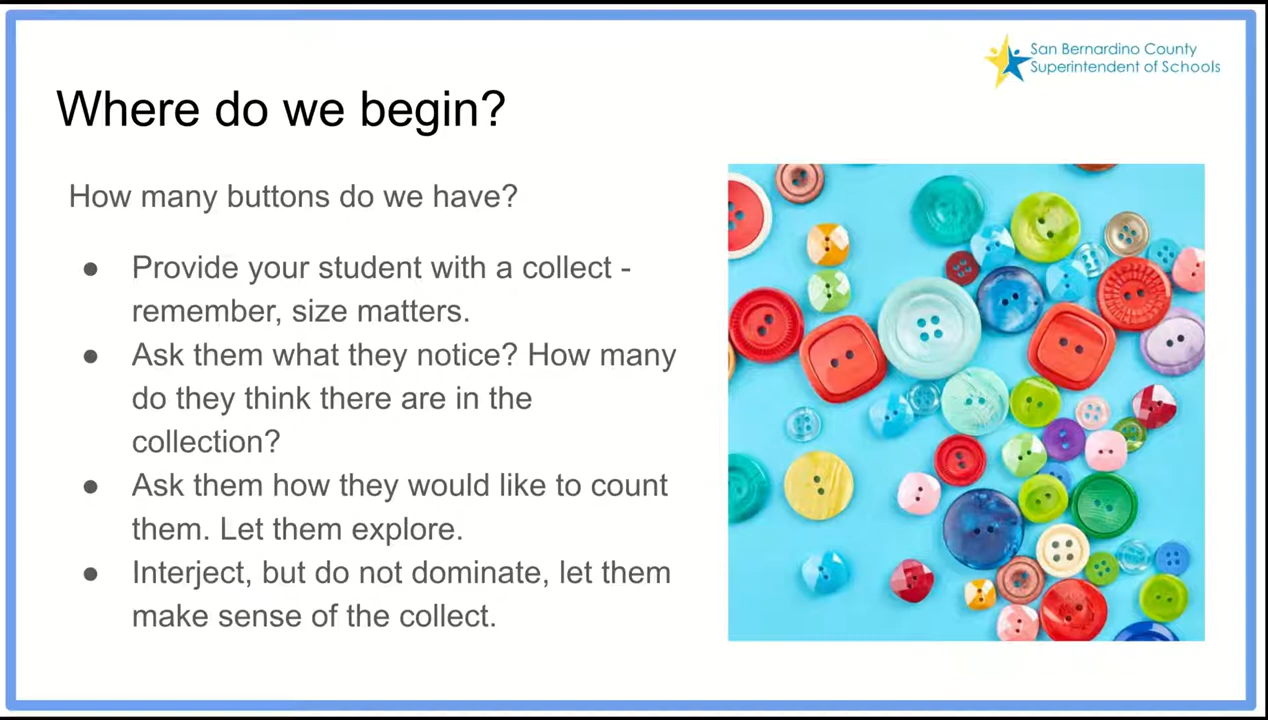 San Bernardino County
Superintendent of Schools
Where do we begin?
How many buttons do we have?
● Provide your student with a collect -
remember, size matters.
● Ask them what they notice? How many
do they think there are in the
collection?
● Ask them how they would like to count
them. Let them explore.
● Interject, but do not dominate, let them
make sense of the collect.